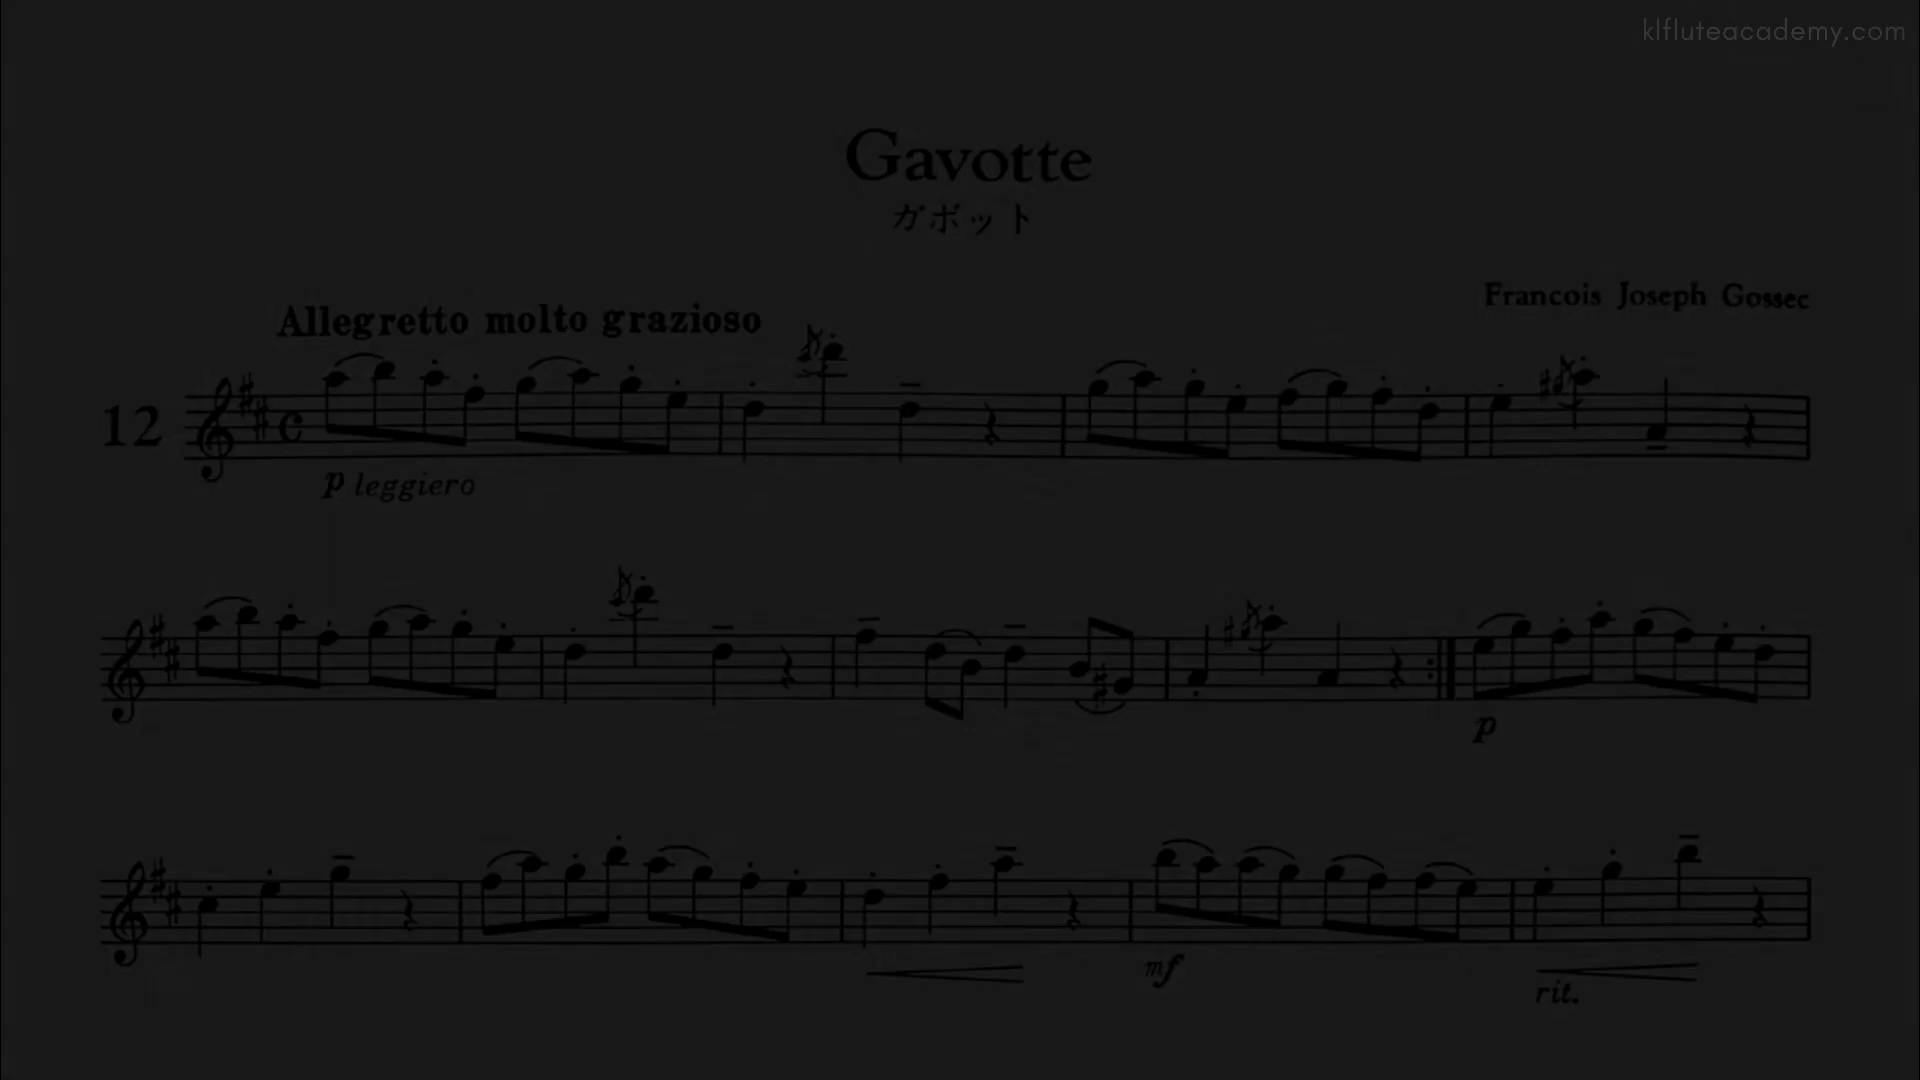 klfluteacademy.com
Gavotte
ガボット
Francois Joseph Gossec
Allegretto molto grazioso
12
p leggiero
p
mf
rit.